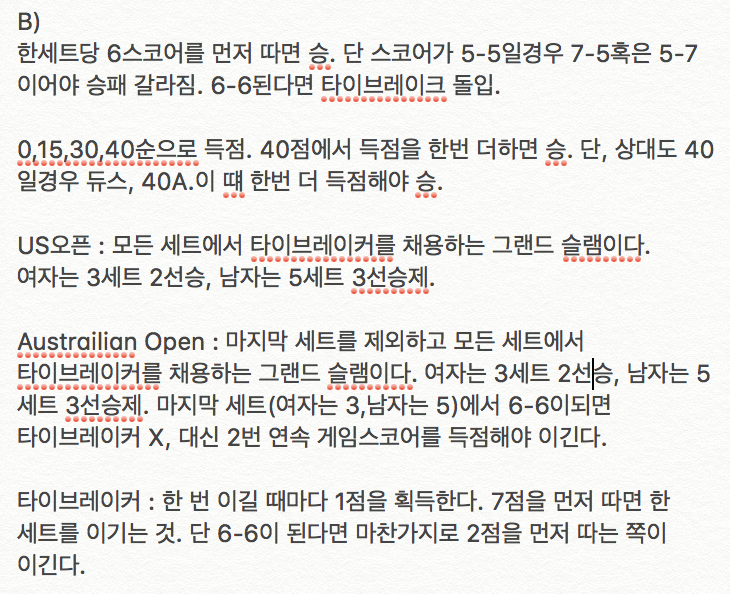 B)
한세트당 6스코어를 먼저 따면 승. 단 스코어가 5-5일경우 7-5혹은 5-7
이어야 승패 갈라짐. 6-6된다면 타이브레이크 돌입.
0,15,30,40순으로 득점. 40점에서 득점을 한번 더하면 승. 단, 상대도 40
일경우 듀스, 40A.이 떄 한번 더 득점해야 승.
US오픈 : 모든 세트에서 타이브레이커를 채용하는 그랜드 슬램이다.
여자는 3세트 2선승, 남자는 5세트 3선승제.
Austrailian Open : 마지막 세트를 제외하고 모든 세트에서
타이브레이커를 채용하는 그랜드 슬램이다. 여자는 3세트 2선승, 남자는 5
세트 3선승제. 마지막 세트(여자는 3,남자는 5)에서 6-6이되면
타이브레이커 X, 대신 2번 연속 게임스코어를 득점해야 이긴다.
타이브레이커 : 한 번 이길 때마다 1점을 획득한다. 7점을 먼저 따면 한
세트를 이기는 것. 단 6-6이 된다면 마찬가지로 2점을 먼저 따는 쪽이
이긴다.